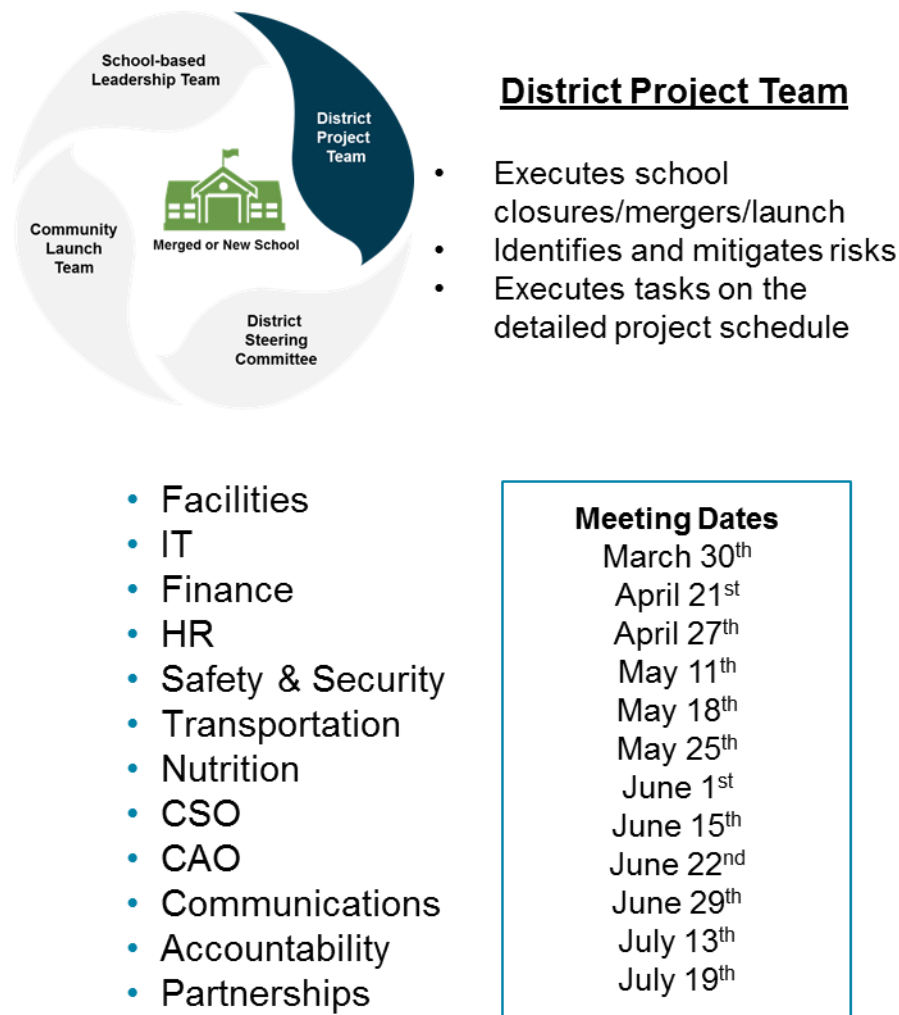 School-based
Leadership Team
District
Project
Team
Community
Launch
Team
Merged or New School
District
Steering
Committee
District Project Team
• Executes school
closures/mergers/launch
• Identifies and mitigates risks
• Executes tasks on the
detailed project schedule
• Facilities
• IT
• Finance
• HR
• Safety & Security
• Transportation
• Nutrition
• CSO
• CAO
• Communications
• Accountability
• Partnerships
Meeting Dates
March 30th
April 21st
April 27th
May 11th
May 18th
May 25th
June 1st
June 15th
June 22nd
June 29th
July 13th
July 19th